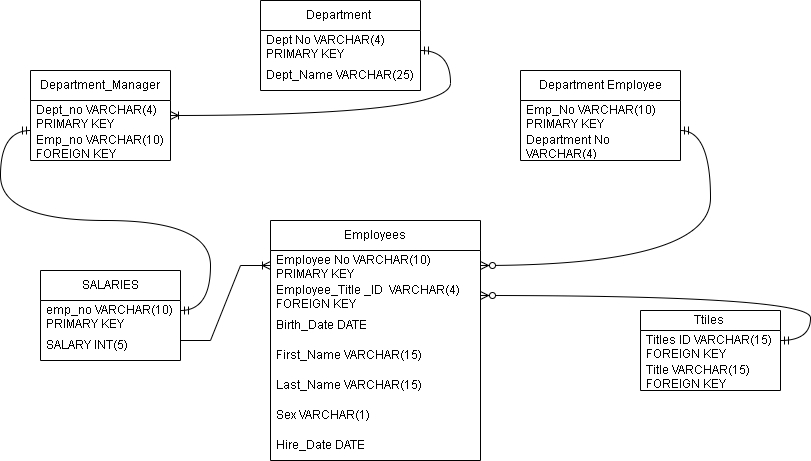 Department
Dept No VARCHAR(4)
PRIMARY KEY
Dept_Name VARCHAR(25)
Department_Manager
Dept_no VARCHAR(4)
PRIMARY KEY
Emp_no VARCHAR(10)
FOREIGN KEY
Department Employee
Emp_No VARCHAR(10)
PRIMARY KEY
Department No
VARCHAR(4)
Employees
Employee No VARCHAR(10)
PRIMARY KEY
Employee_Title _ID  VARCHAR(4)
FOREIGN KEY
Birth_Date DATE
First_Name VARCHAR(15)
Last_Name VARCHAR(15)
Sex VARCHAR(1)
Hire_Date DATE
SALARIES
emp_no VARCHAR(10)
PRIMARY KEY
SALARY INT(5)
Ttiles
Titles ID VARCHAR(15)
FOREIGN KEY
Title VARCHAR(15)
FOREIGN KEY